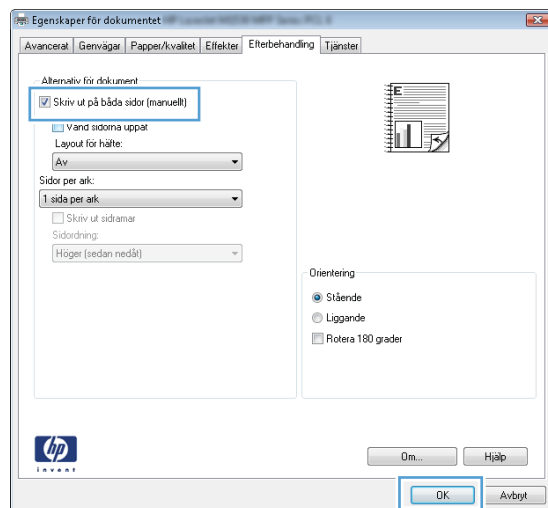 Egenskaper för dokumentet
Avancerat Genvägar Papper/kvalitet Effekter Efterbehandling Tjänster
Alternativ för dokument
Skriv ut på båda sidor (manuellt)
Vänd sidorna uppåt
Layout för häfte:
Av
Sidor per ark:
1 sida per ark
Skriv ut sidramar
Sidordning:
Höger (sedan nedåt)
E
Orientering
Stående
Liggande
Rotera 180 grader
hp
invent
Om... Hjälp
OK Avbryt